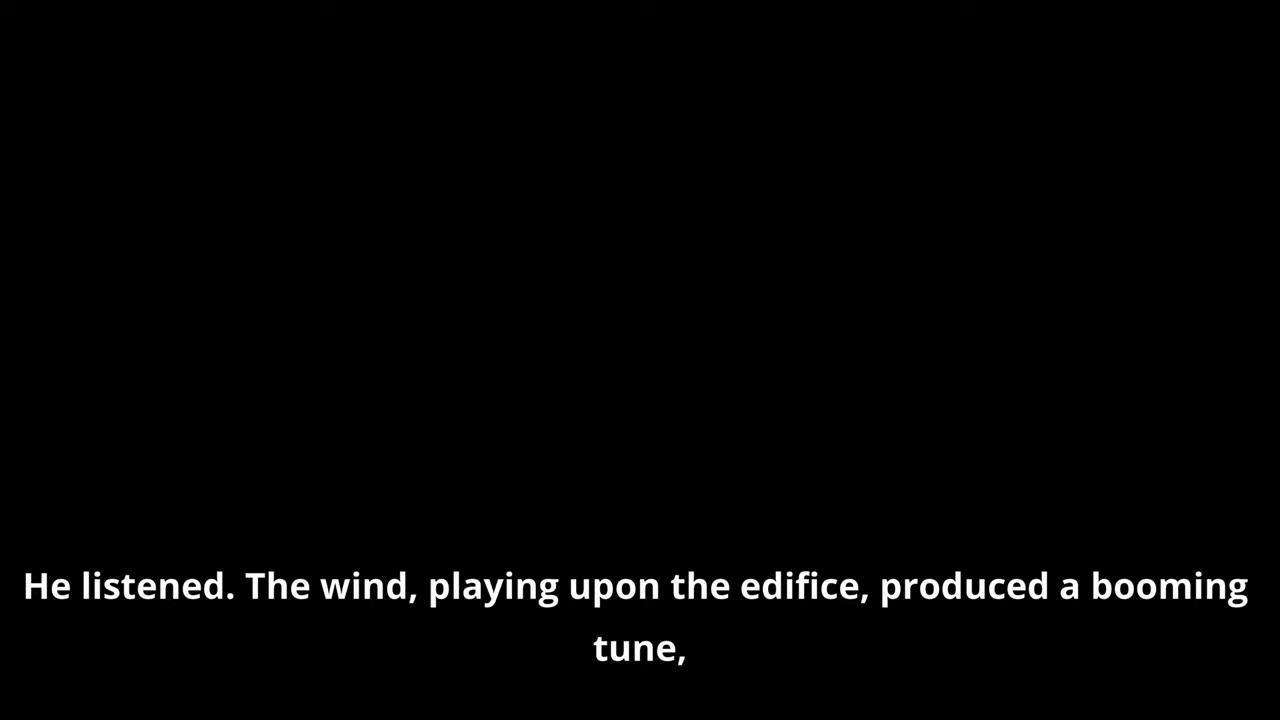 He listened. The wind, playing upon the edifice, produced a booming
tune,